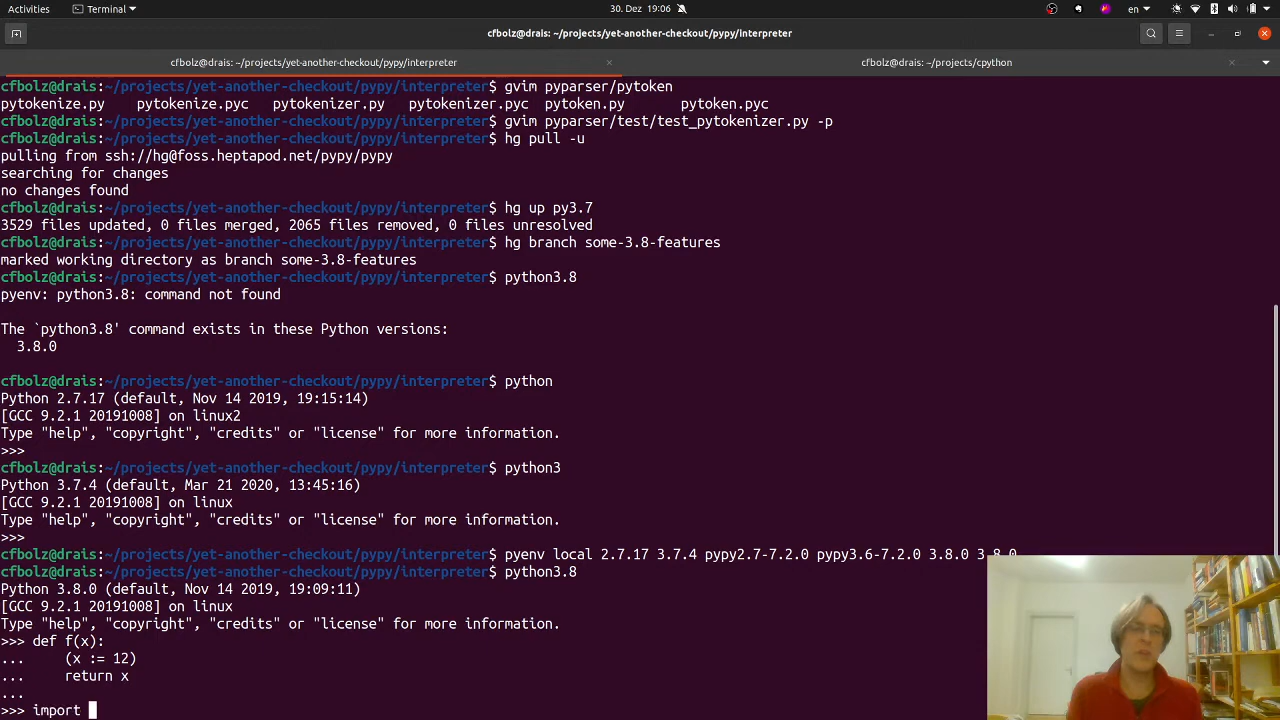 Activities Terminal 30. Dez 19:06 en
cfbolz@drais: ~/projects/yet-another-checkout/pypy/interpreter
cfbolz@drais: ~/projects/yet-another-checkout/pypy/interpreter × cfbolz@drais: ~/projects/cpython ×
cfbolz@drais:~/projects/yet-another-checkout/pypy/interpreter$ gvim pyparser/pytoken
pytokenize.py pytokenize.pyc pytokenizer.py pytokenizer.pyc pytoken.py pytoken.pyc
cfbolz@drais:~/projects/yet-another-checkout/pypy/interpreter$ gvim pyparser/test/test_pytokenizer.py -p
cfbolz@drais:~/projects/yet-another-checkout/pypy/interpreter$ hg pull -u
pulling from ssh://hg@foss.heptapod.net/pypy/pypy
searching for changes
no changes found
cfbolz@drais:~/projects/yet-another-checkout/pypy/interpreter$ hg up py3.7
3529 files updated, 0 files merged, 2065 files removed, 0 files unresolved
cfbolz@drais:~/projects/yet-another-checkout/pypy/interpreter$ hg branch some-3.8-features
marked working directory as branch some-3.8-features
cfbolz@drais:~/projects/yet-another-checkout/pypy/interpreter$ python3.8
pyenv: python3.8: command not found
The `python3.8' command exists in these Python versions:
3.8.0
cfbolz@drais:~/projects/yet-another-checkout/pypy/interpreter$ python
Python 2.7.17 (default, Nov 14 2019, 19:15:14)
[GCC 9.2.1 20191008] on linux2
Type "help", "copyright", "credits" or "license" for more information.
>>>
cfbolz@drais:~/projects/yet-another-checkout/pypy/interpreter$ python3
Python 3.7.4 (default, Mar 21 2020, 13:45:16)
[GCC 9.2.1 20191008] on linux
Type "help", "copyright", "credits" or "license" for more information.
>>>
cfbolz@drais:~/projects/yet-another-checkout/pypy/interpreter$ pyenv local 2.7.17 3.7.4 pypy2.7-7.2.0 pypy3.6-7.2.0 3.8.0 3.8.0
cfbolz@drais:~/projects/yet-another-checkout/pypy/interpreter$ python3.8
Python 3.8.0 (default, Nov 14 2019, 19:09:11)
[GCC 9.2.1 20191008] on linux
Type "help", "copyright", "credits" or "license" for more information.
>>> def f(x):
...     (x := 12)
...     return x
...
>>> import